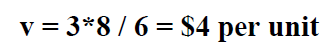 v = 3*8 / 6 = $4 per unit